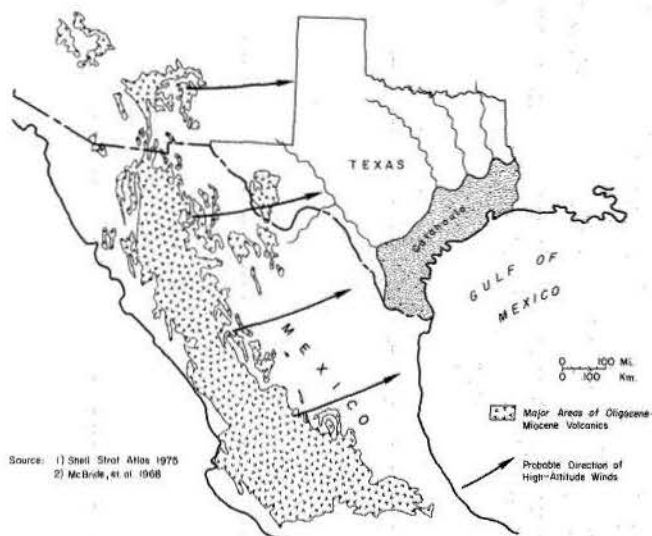 TEXAS
Catahoula
GULF OF
MEXICO
MEXICO
0 100 Mi.
0 100 Km.
Major Areas of Oligocene-
Miocene Volcanics
Probable Direction of
High-Altitude Winds
Source: 1) Shell Strat Atlas 1975
2) McBride, et. al 1968